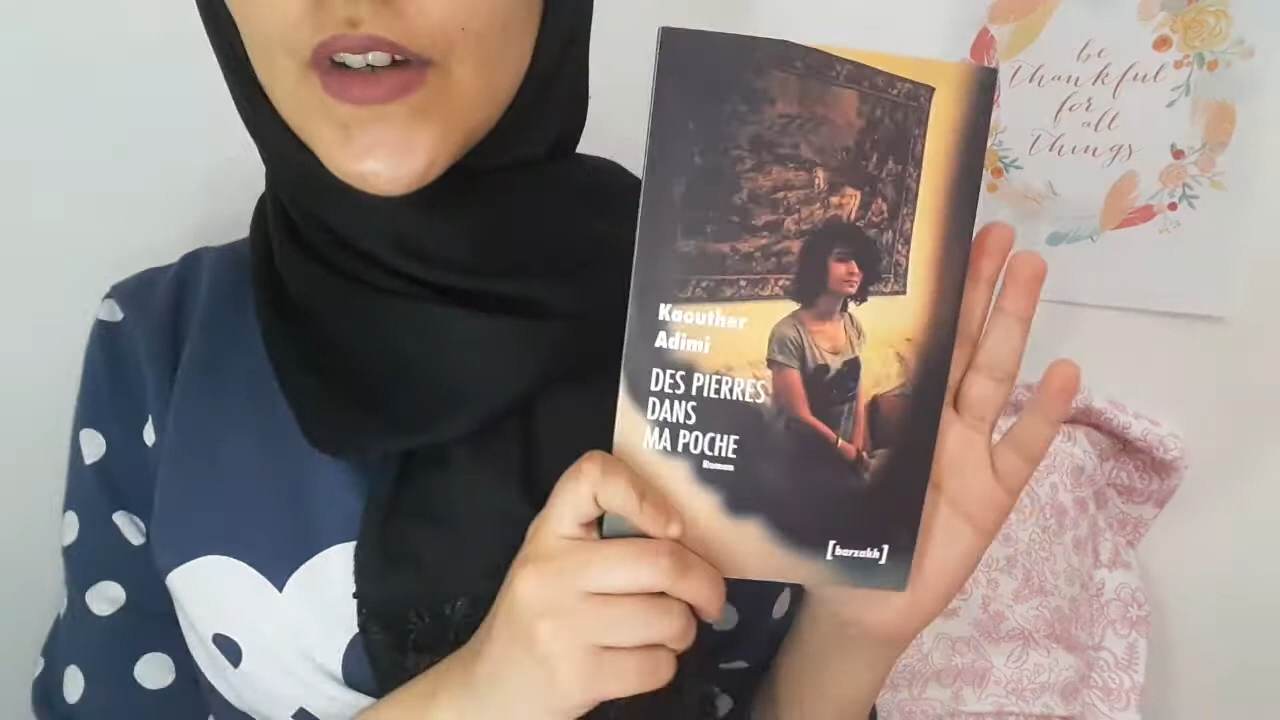 Kaouther
Adimi
DES PIERRES
DANS
MA POCHE
Roman
[barzakh]
be
thankful
for
all
things